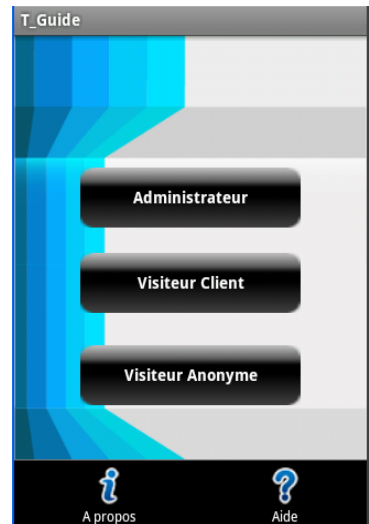 T_Guide
Administrateur
Visiteur Client
Visiteur Anonyme
A propos
Aide